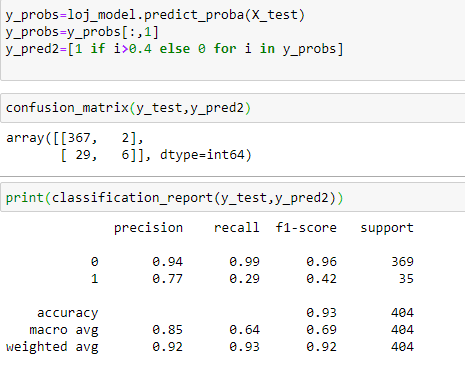 y_probs=loj_model.predict_proba(X_test)
y_probs=y_probs[:,1]
y_pred2=[1 if i>0.4 else 0 for i in y_probs]
confusion_matrix(y_test,y_pred2)
array([[367,   2],
       [ 29,   6]], dtype=int64)
print(classification_report(y_test,y_pred2))
precision    recall  f1-score   support
0       0.94      0.99      0.96       369
1       0.77      0.29      0.42        35
accuracy                           0.93       404
macro avg       0.85      0.64      0.69       404
weighted avg       0.92      0.93      0.92       404